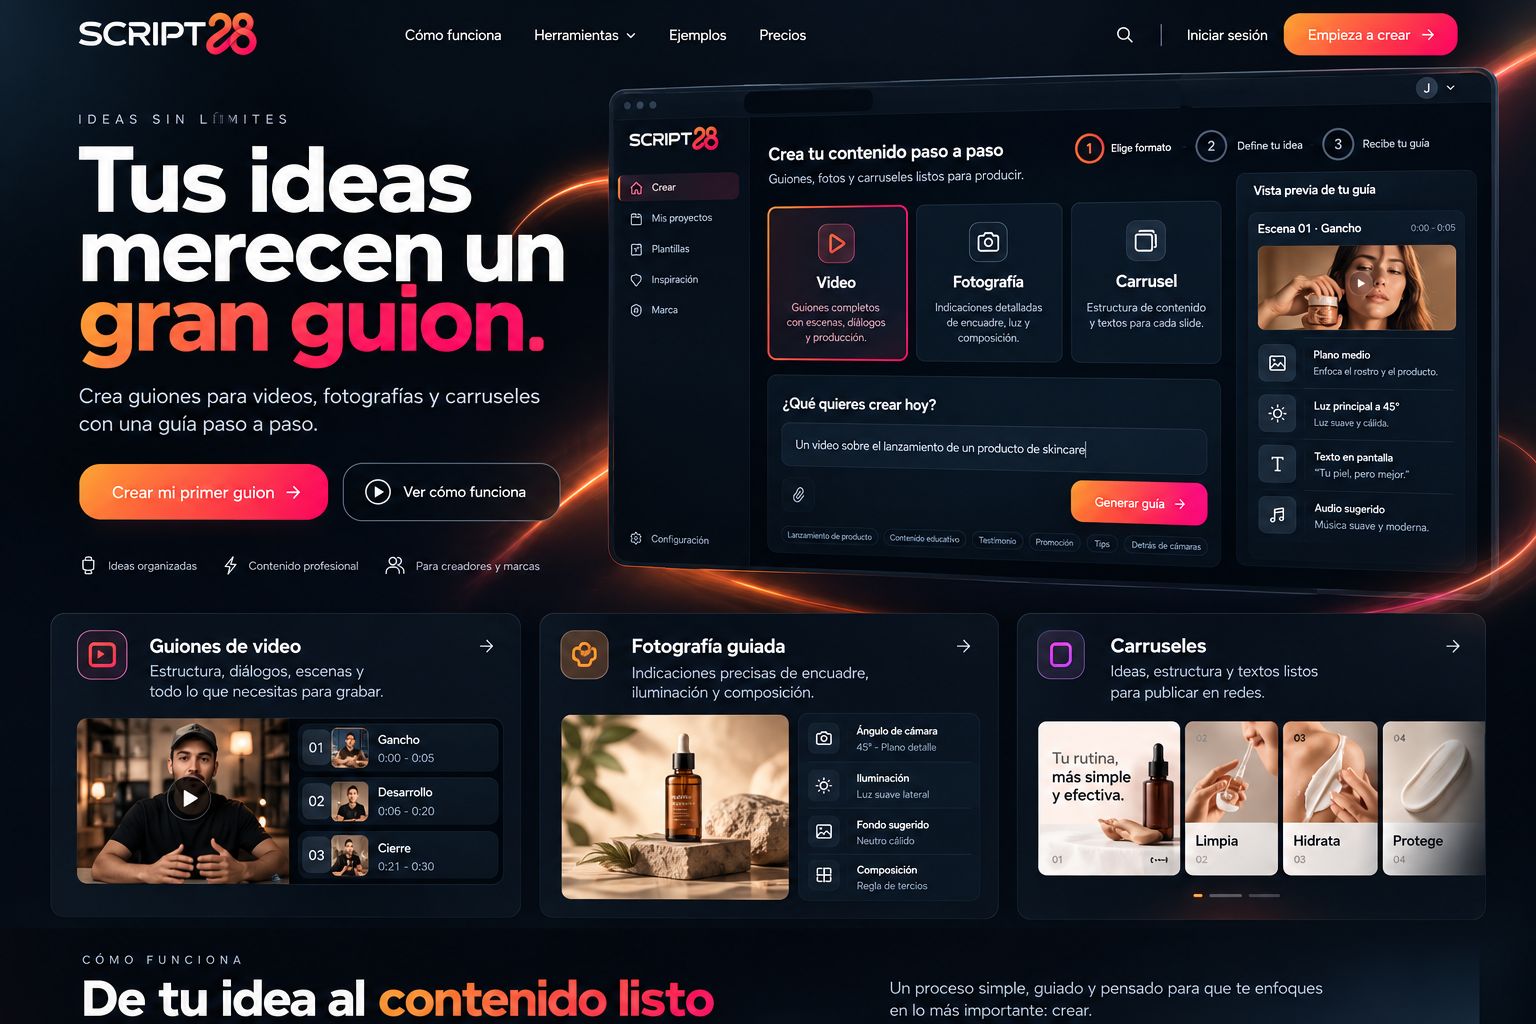 SCRIPT28
Cómo funciona
Herramientas
Ejemplos
Precios
Iniciar sesión
Empieza a crear →
IDEAS SIN
Tus ideas
merecen un
gran guion.
Crea guiones para videos, fotografías y carruseles
con una guía paso a paso.
Crear mi primer guion →
Ver cómo funciona
Ideas organizadas
Contenido profesional
Para creadores y marcas
J
SCRIPT28
Crear
Mis proyectos
Plantillas
Inspiración
Marca
Configuración
Crea tu contenido paso a paso
Guiones, fotos y carruseles listos para producir.
1 Elige formato
2 Define tu idea
3 Recibe tu guía
Video
Guiones completos
con escenas, diálogos
y producción.
Fotografía
Indicaciones detalladas
de encuadre, luz y
composición.
Carrusel
Estructura de contenido
y textos para cada slide.
¿Qué quieres crear hoy?
Un video sobre el lanzamiento de un producto de skincare
Generar guía →
Lanzamiento de producto
Contenido educativo
Testimonio
Promoción
Tips
Detrás de cámaras
Vista previa de tu guía
Escena 01 · Gancho
0:00 - 0:05
Plano medio
Enfoca el rostro y el producto.
Luz principal a 45°
Luz suave y cálida.
Texto en pantalla
“Tu piel, pero mejor.”
Audio sugerido
Música suave y moderna.
Guiones de video →
Estructura, diálogos, escenas y
todo lo que necesitas para grabar.
01 Gancho
0:00 - 0:05
02 Desarrollo
0:06 - 0:20
03 Cierre
0:21 - 0:30
Fotografía guiada →
Indicaciones precisas de encuadre,
iluminación y composición.
Ángulo de cámara
45° - Plano detalle
Iluminación
Luz suave lateral
Fondo sugerido
Neutro cálido
Composición
Regla de tercios
Carruseles →
Ideas, estructura y textos listos
para publicar en redes.
Tu rutina,
más simple
y efectiva.
01
02
Limpia
02
03
Hidrata
03
04
Protege
04
CÓMO FUNCIONA
De tu idea al contenido listo
Un proceso simple, guiado y pensado para que te enfoques
en lo más importante: crear.